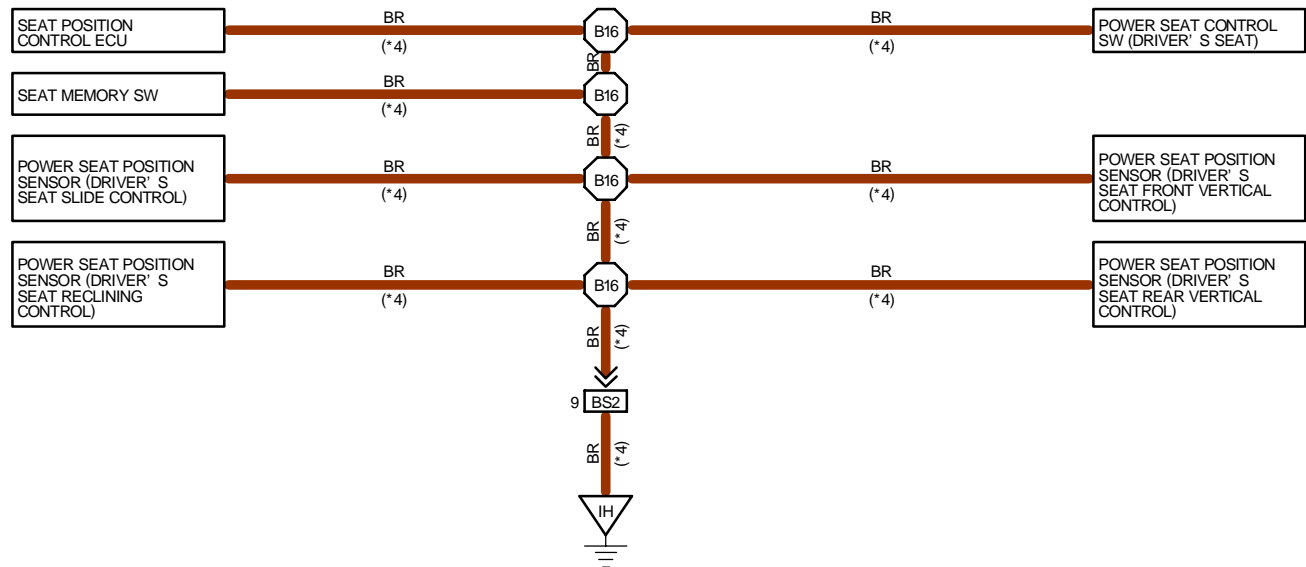 SEAT POSITION
CONTROL ECU
BR
(*4)
B16
BR
(*4)
POWER SEAT CONTROL
SW (DRIVER' S SEAT)
BR
SEAT MEMORY SW
BR
(*4)
B16
BR
(*4)
POWER SEAT POSITION
SENSOR (DRIVER' S
SEAT SLIDE CONTROL)
BR
(*4)
B16
BR
(*4)
POWER SEAT POSITION
SENSOR (DRIVER' S
SEAT FRONT VERTICAL
CONTROL)
BR
(*4)
POWER SEAT POSITION
SENSOR (DRIVER' S
SEAT RECLINING
CONTROL)
BR
(*4)
B16
BR
(*4)
POWER SEAT POSITION
SENSOR (DRIVER' S
SEAT REAR VERTICAL
CONTROL)
BR
(*4)
9 BS2
BR
(*4)
IH